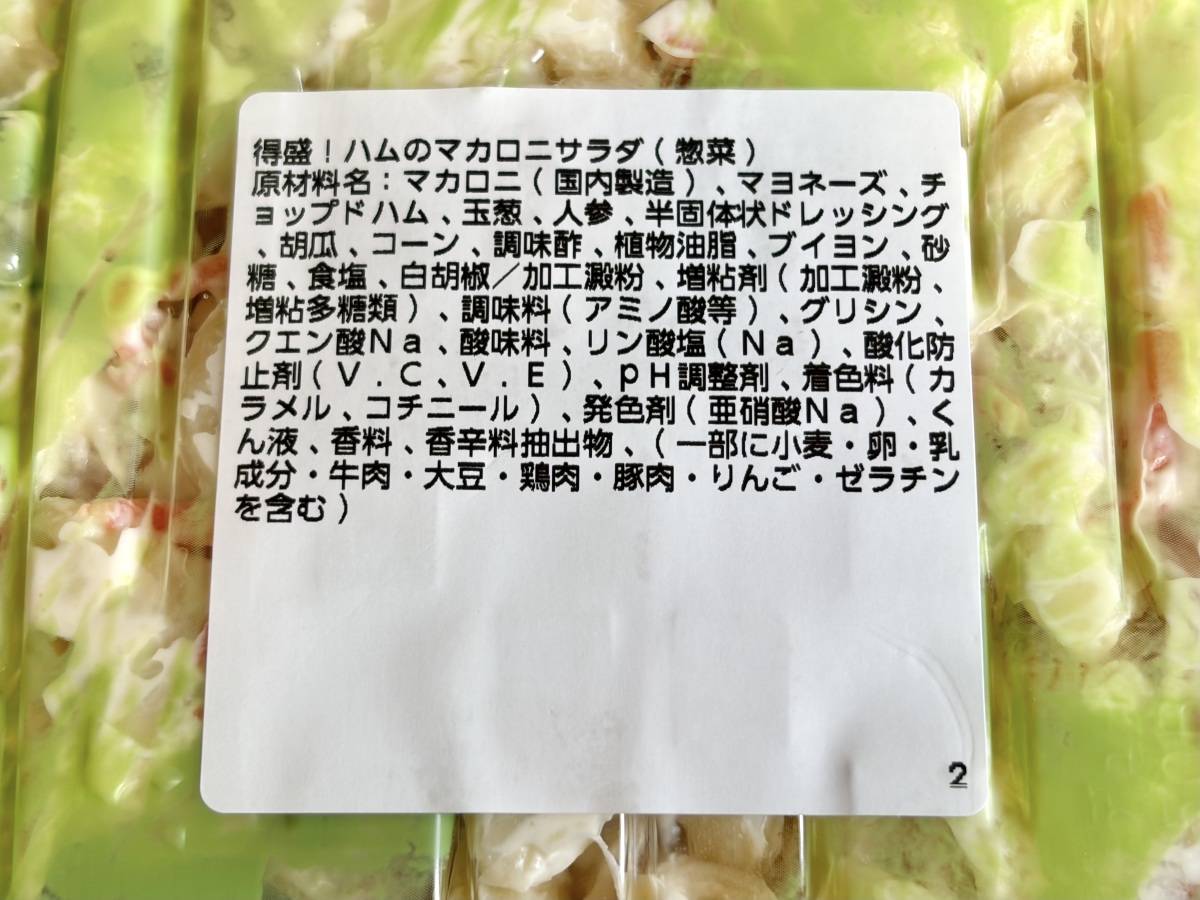 得盛！ハムのマカロニサラダ（惣菜）
原材料名：マカロニ（国内製造）、マヨネーズ、チ
ョップドハム、玉葱、人参、半固体状ドレッシング
、胡瓜、コーン、調味酢、植物油脂、ブイヨン、砂
糖、食塩、白胡椒／加工澱粉、増粘剤（加工澱粉、
増粘多糖類）、調味料（アミノ酸等）、グリシン、
クエン酸Ｎａ、酸味料、リン酸塩（Ｎａ）、酸化防
止剤（Ｖ．Ｃ、Ｖ．Ｅ）、ｐＨ調整剤、着色料（カ
ラメル、コチニール）、発色剤（亜硝酸Ｎａ）、く
ん液、香料、香辛料抽出物、（一部に小麦・卵・乳
成分・牛肉・大豆・鶏肉・豚肉・りんご・ゼラチン
を含む）
2